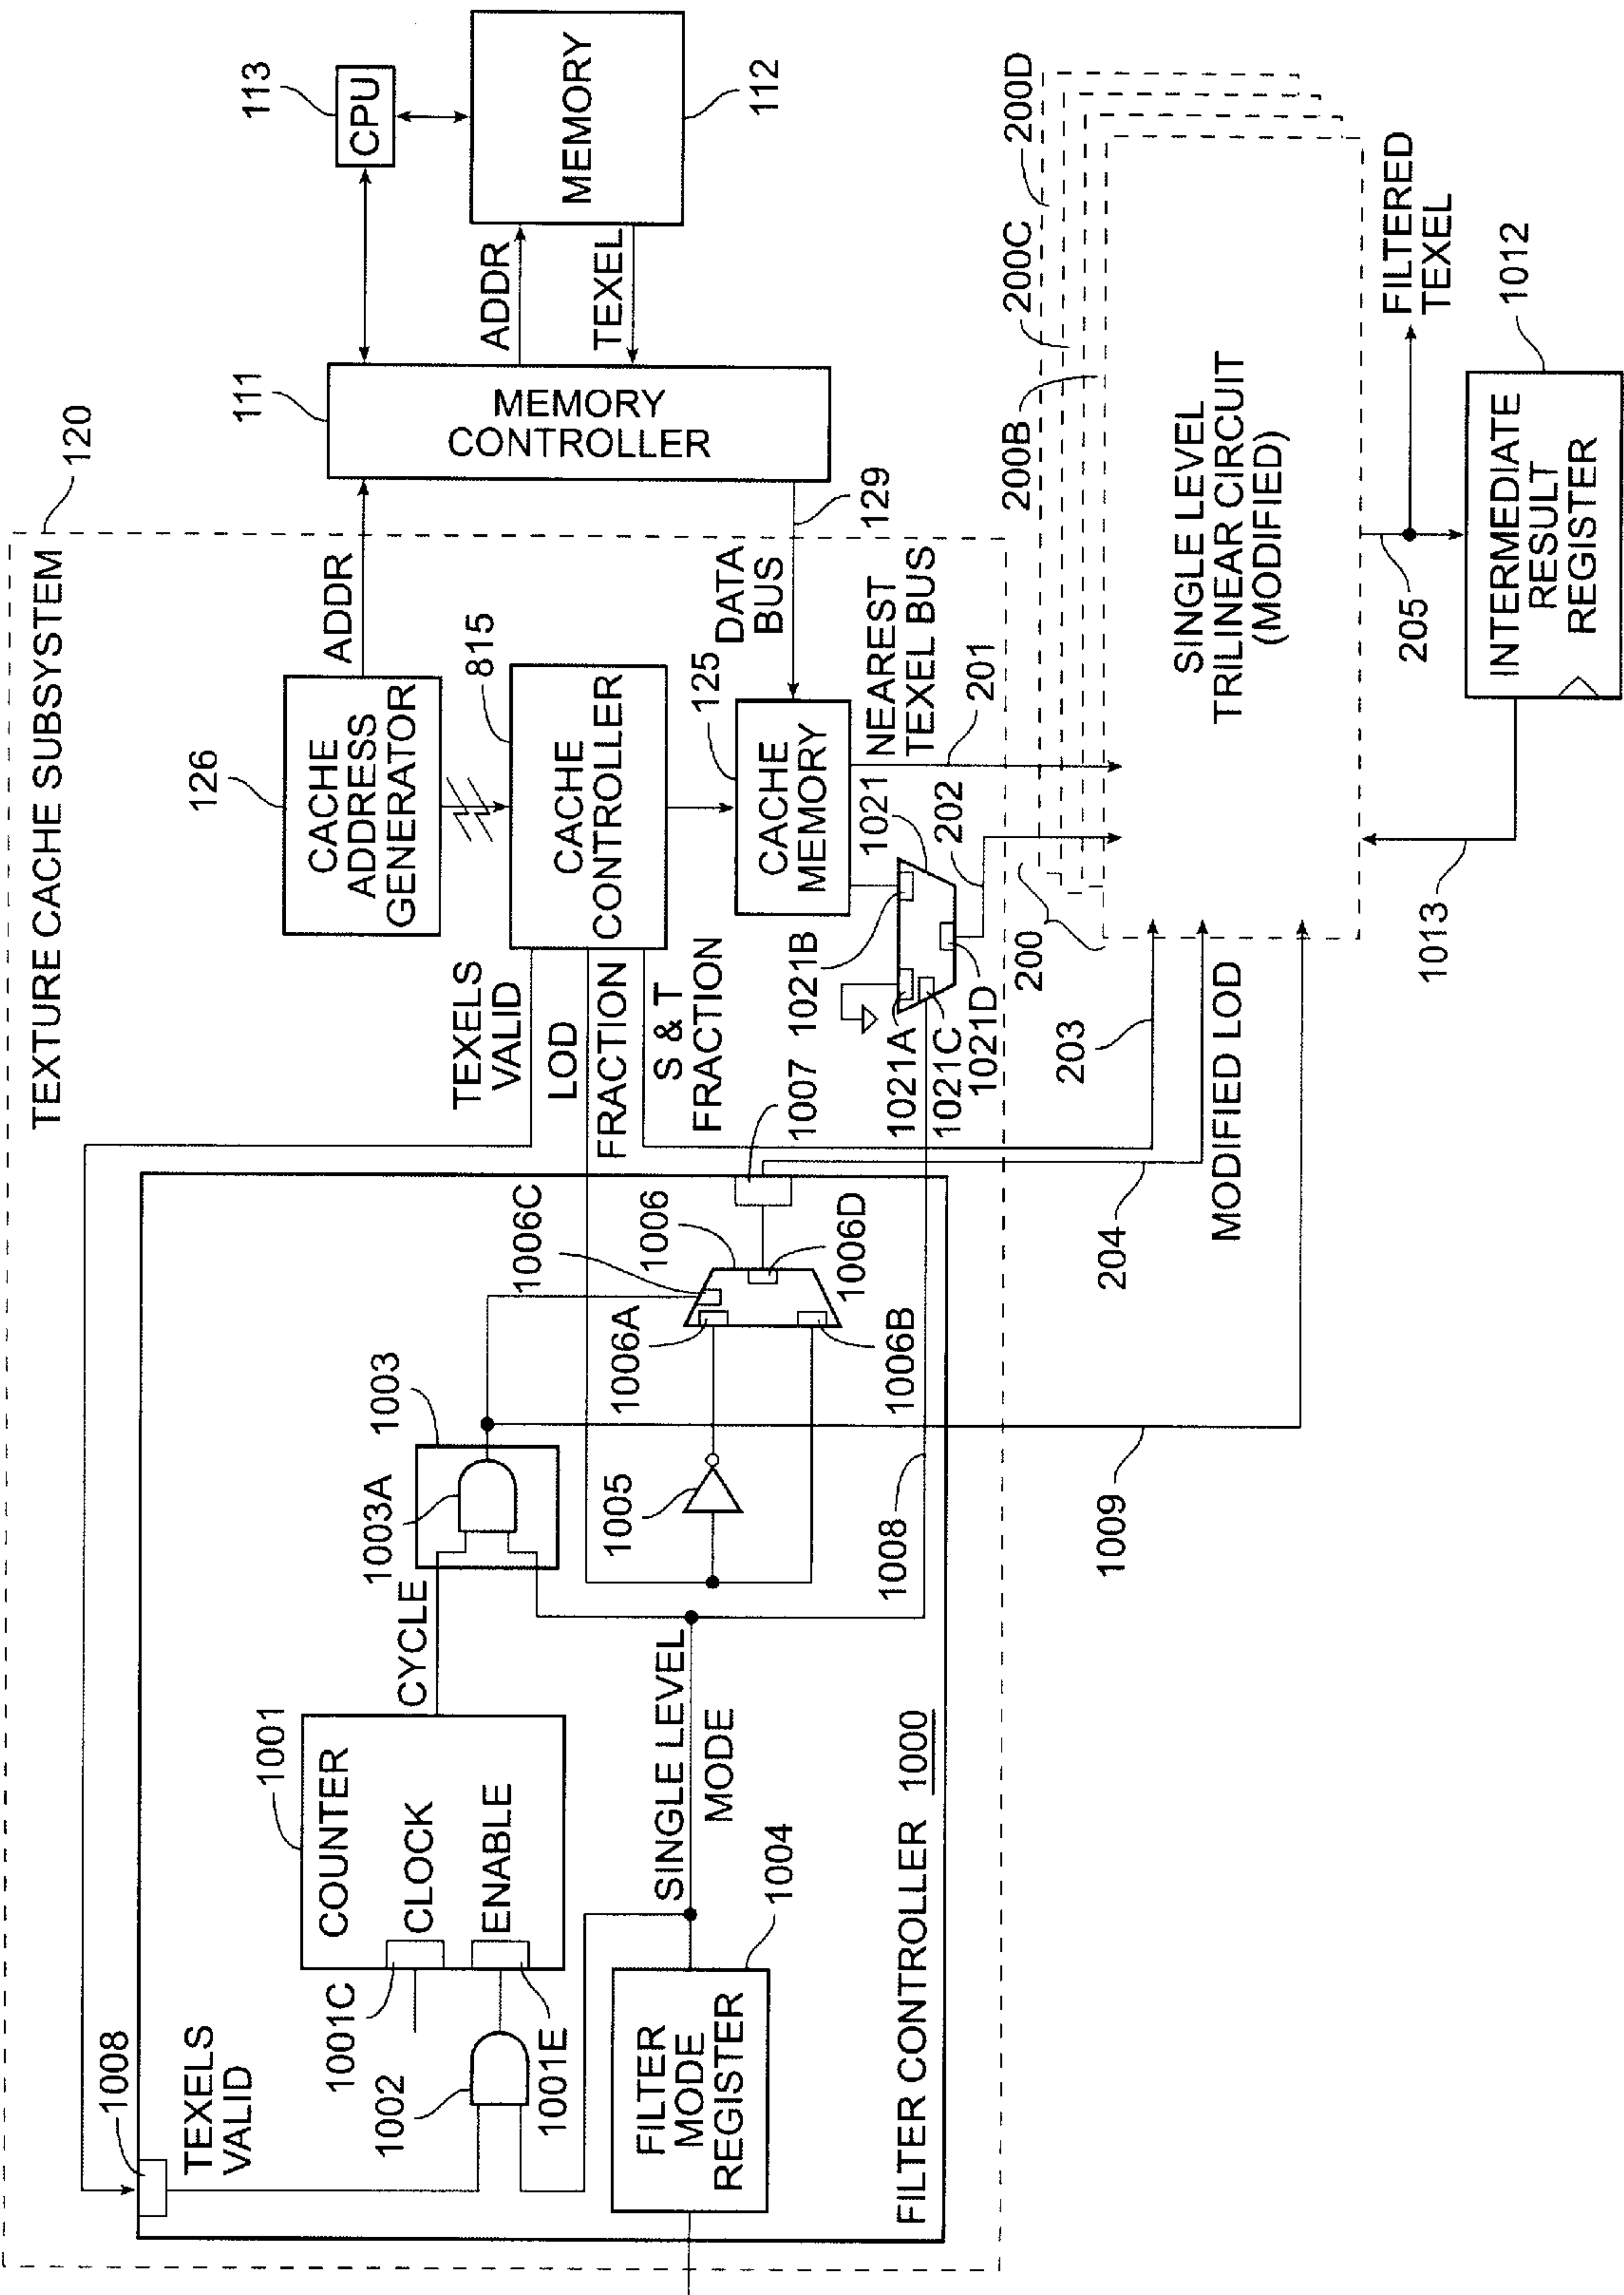 TEXTURE CACHE SUBSYSTEM
120
1008
TEXELS
VALID
1001C
1002
1001E
1001
COUNTER
CLOCK
ENABLE
CYCLE
1003A
1003
FILTER
MODE
REGISTER
1004
SINGLE LEVEL
MODE
FILTER CONTROLLER 1000
1005
1006A
1006C
1006
1006D
1006B
1007
1008
1009
TEXELS
VALID
LOD
FRACTION
S & T
FRACTION
126
CACHE
ADDRESS
GENERATOR
ADDR
815
CACHE
CONTROLLER
125
CACHE
MEMORY
DATA
BUS
129
NEAREST
TEXEL BUS
201
1021B
1021
1021A
1021C
1021D
202
200
203
204
MODIFIED LOD
111
MEMORY
CONTROLLER
ADDR
TEXEL
113
CPU
MEMORY
112
200B
200C
200D
SINGLE LEVEL
TRILINEAR CIRCUIT
(MODIFIED)
205
FILTERED
TEXEL
1013
INTERMEDIATE
RESULT
REGISTER
1012